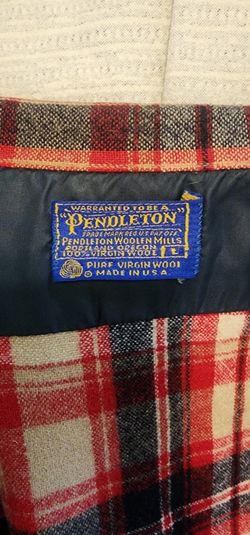 WARRANTED TO BE A
"PENDLETON"
TRADE MARK REG. U.S. PAT. OFF.
PENDLETON WOOLEN MILLS
PORTLAND, OREGON
100% VIRGIN WOOL
L
PURE VIRGIN WOOL
MADE IN U.S.A.